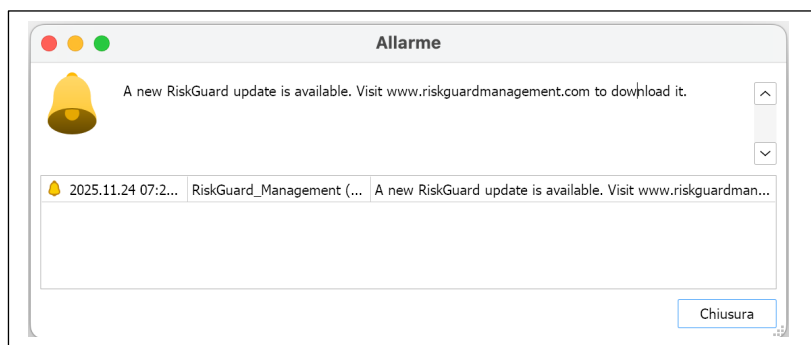 Allarme
A new RiskGuard update is available. Visit www.riskguardmanagement.com to download it.
2025.11.24 07:2... RiskGuard_Management (... A new RiskGuard update is available. Visit www.riskguardman...
Chiusura